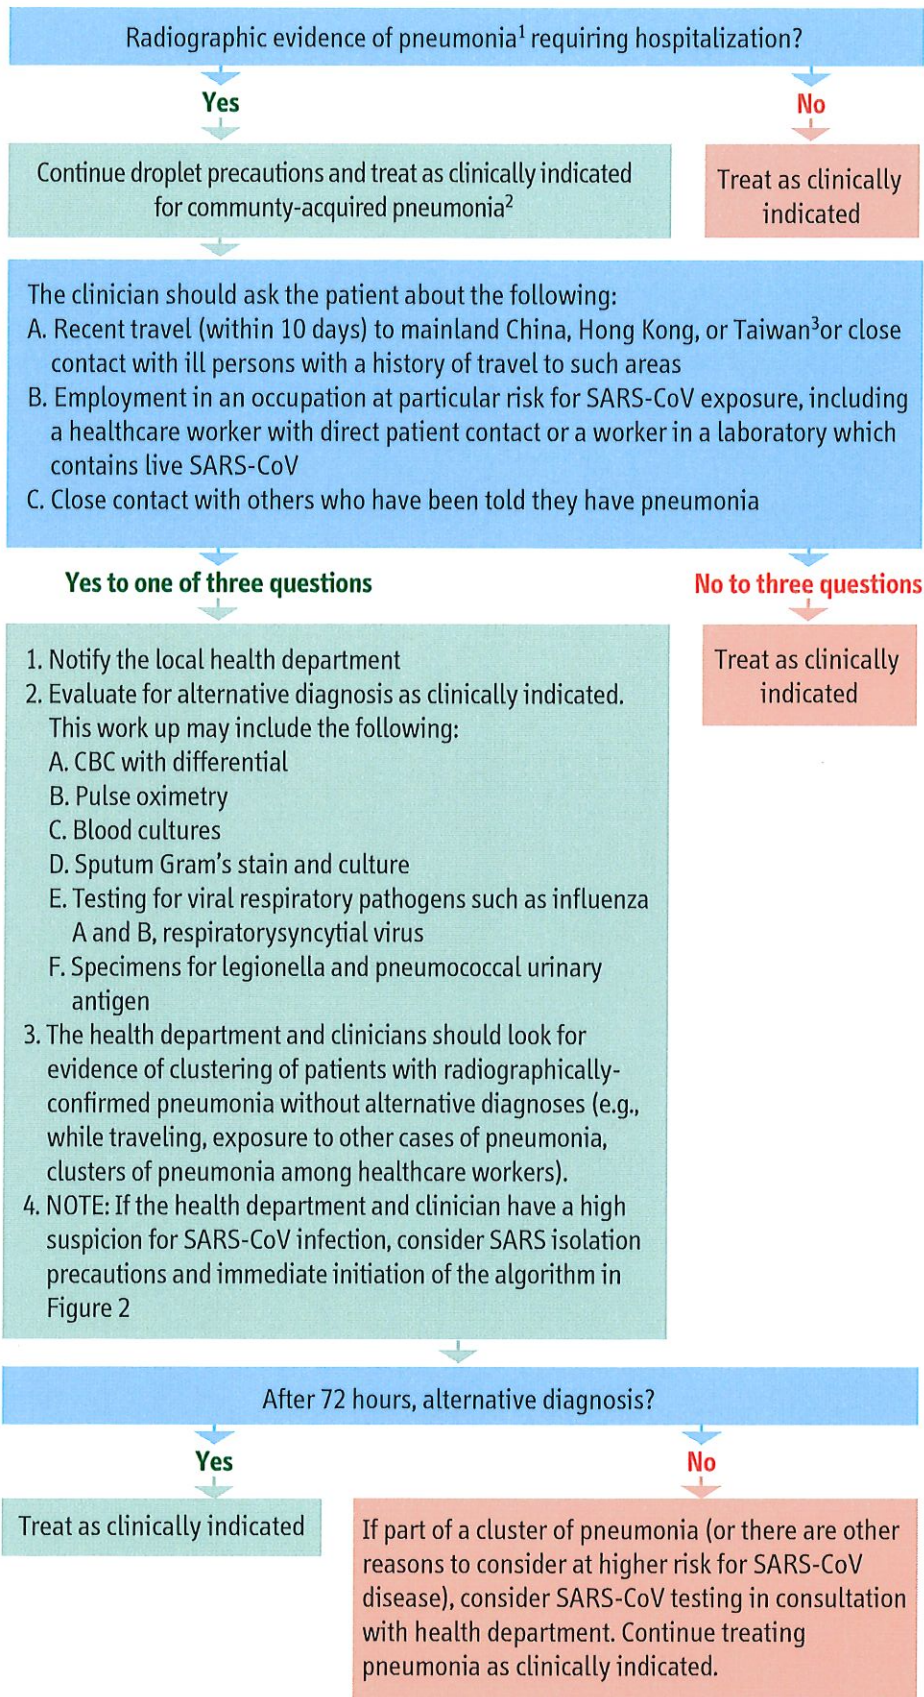 Radiographic evidence of pneumonia¹ requiring hospitalization?
Yes
No
Continue droplet precautions and treat as clinically indicated
for communty-acquired pneumonia²
Treat as clinically
indicated
The clinician should ask the patient about the following:
A. Recent travel (within 10 days) to mainland China, Hong Kong, or Taiwan³or close
contact with ill persons with a history of travel to such areas
B. Employment in an occupation at particular risk for SARS-CoV exposure, including
a healthcare worker with direct patient contact or a worker in a laboratory which
contains live SARS-CoV
C. Close contact with others who have been told they have pneumonia
Yes to one of three questions
No to three questions
1. Notify the local health department
2. Evaluate for alternative diagnosis as clinically indicated.
This work up may include the following:
A. CBC with differential
B. Pulse oximetry
C. Blood cultures
D. Sputum Gram's stain and culture
E. Testing for viral respiratory pathogens such as influenza
A and B, respiratorysyncytial virus
F. Specimens for legionella and pneumococcal urinary
antigen
3. The health department and clinicians should look for
evidence of clustering of patients with radiographically-
confirmed pneumonia without alternative diagnoses (e.g.,
while traveling, exposure to other cases of pneumonia,
clusters of pneumonia among healthcare workers).
4. NOTE: If the health department and clinician have a high
suspicion for SARS-CoV infection, consider SARS isolation
precautions and immediate initiation of the algorithm in
Figure 2
Treat as clinically
indicated
After 72 hours, alternative diagnosis?
Yes
No
Treat as clinically indicated
If part of a cluster of pneumonia (or there are other
reasons to consider at higher risk for SARS-CoV
disease), consider SARS-CoV testing in consultation
with health department. Continue treating
pneumonia as clinically indicated.